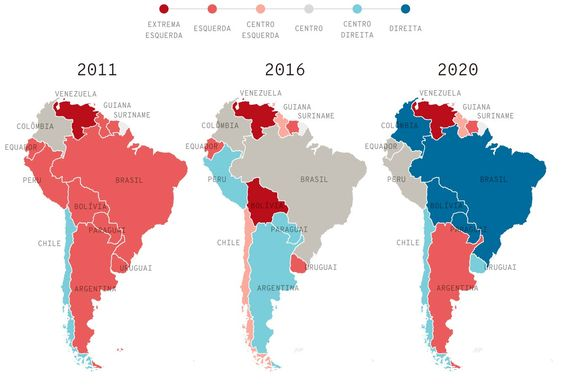 EXTREMA
ESQUERDA
ESQUERDA
CENTRO
ESQUERDA
CENTRO
CENTRO
DIREITA
DIREITA
2011
VENEZUELA
GUIANA
SURINAME
COLÔMBIA
EQUADOR
PERU
BRASIL
BOLÍVIA
PARAGUAI
CHILE
URUGUAI
ARGENTINA
2016
VENEZUELA
GUIANA
SURINAME
COLÔMBIA
EQUADOR
PERU
BRASIL
BOLÍVIA
PARAGUAI
CHILE
URUGUAI
ARGENTINA
2020
VENEZUELA
GUIANA
SURINAME
COLÔMBIA
EQUADOR
PERU
BRASIL
BOLÍVIA
PARAGUAI
CHILE
URUGUAI
ARGENTINA